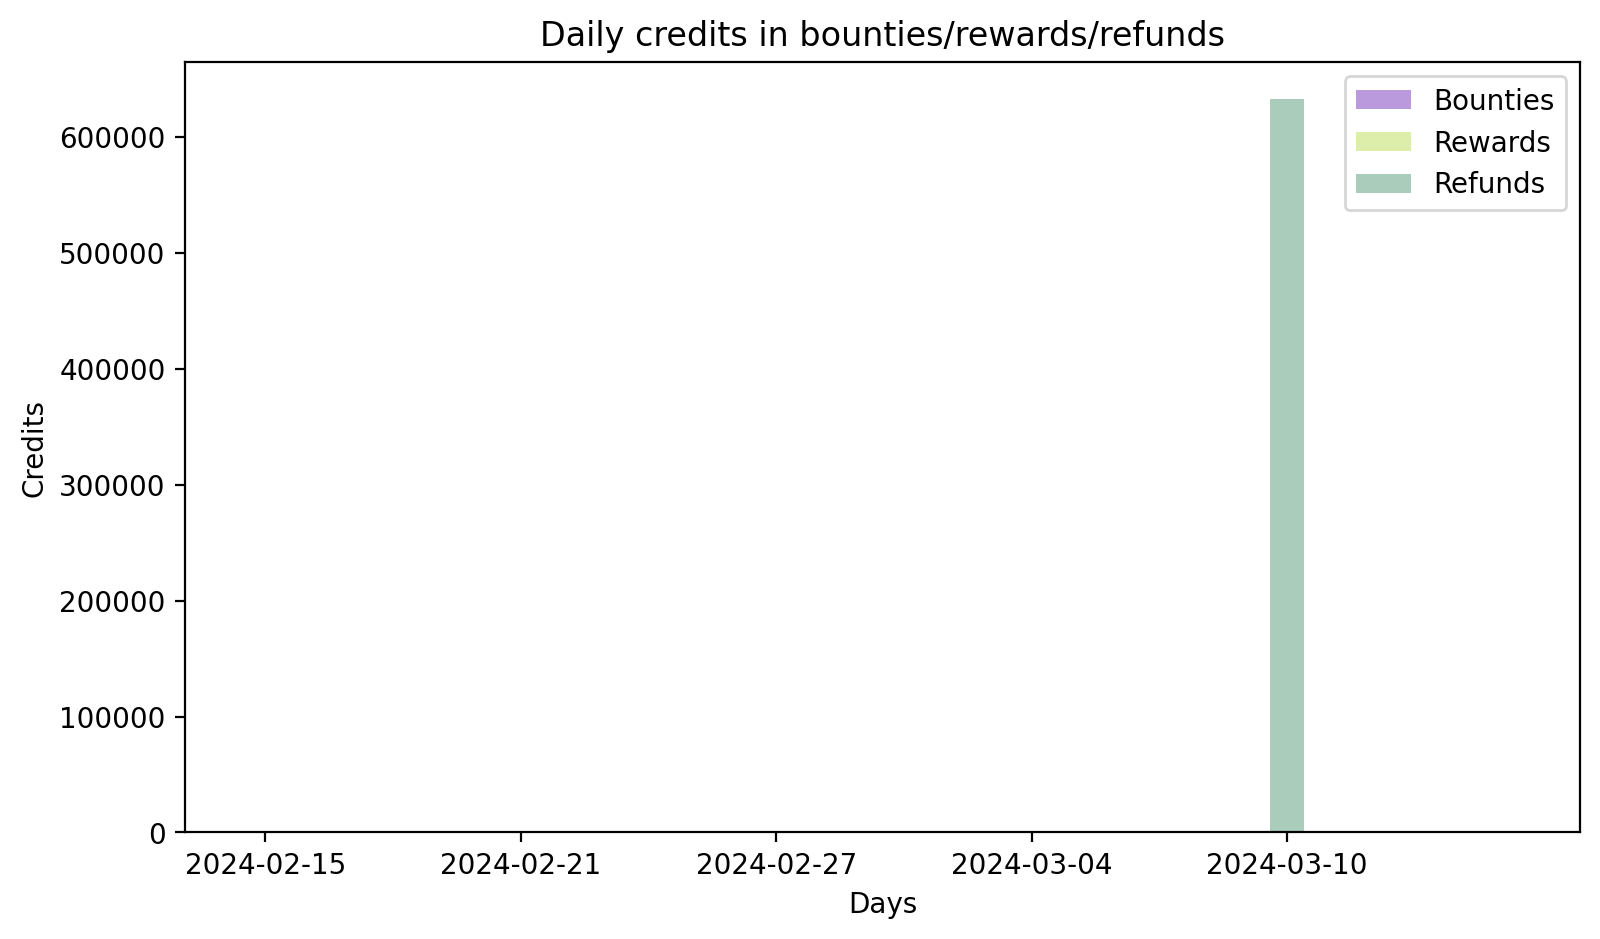 Daily credits in bounties/rewards/refunds
Bounties
Rewards
Refunds
Credits
600000
500000
400000
300000
200000
100000
0
2024-02-15 2024-02-21 2024-02-27 2024-03-04 2024-03-10
Days